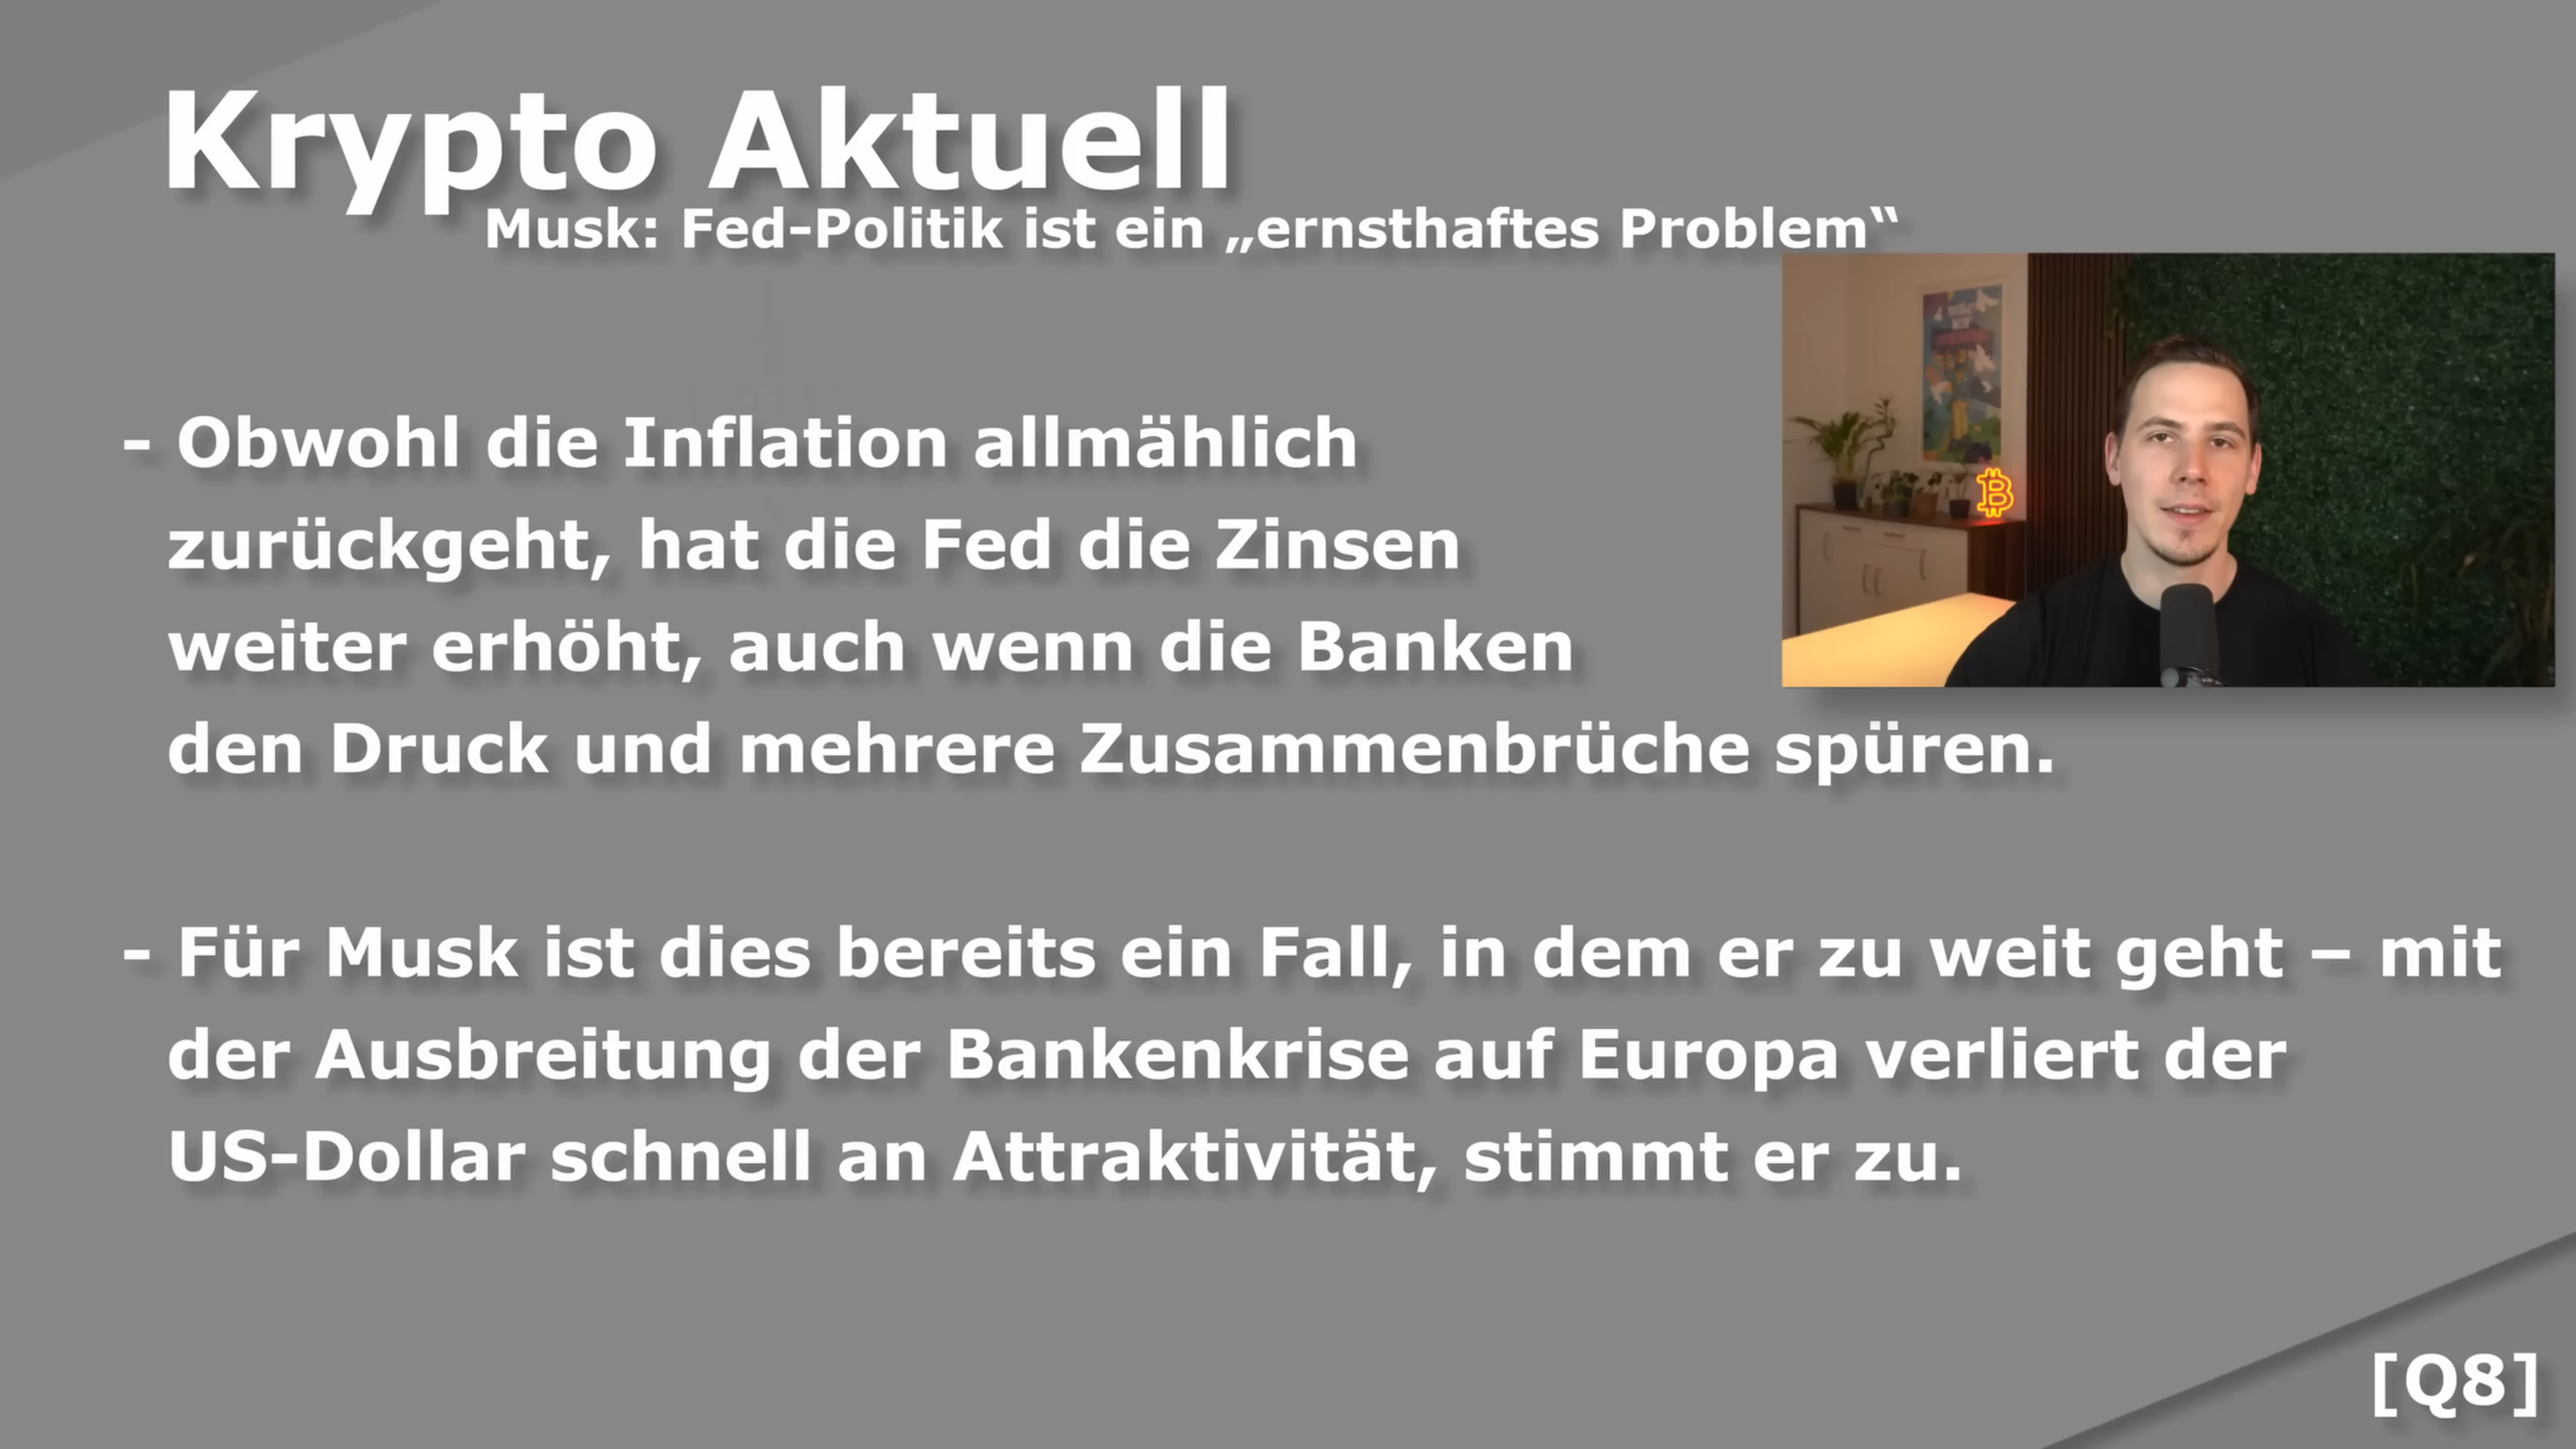 Krypto Aktuell
Musk: Fed-Politik ist ein „ernsthaftes Problem“
- Obwohl die Inflation allmählich
zurückgeht, hat die Fed die Zinsen
weiter erhöht, auch wenn die Banken
den Druck und mehrere Zusammenbrüche spüren.
- Für Musk ist dies bereits ein Fall, in dem er zu weit geht – mit
der Ausbreitung der Bankenkrise auf Europa verliert der
US-Dollar schnell an Attraktivität, stimmt er zu.
[Q8]